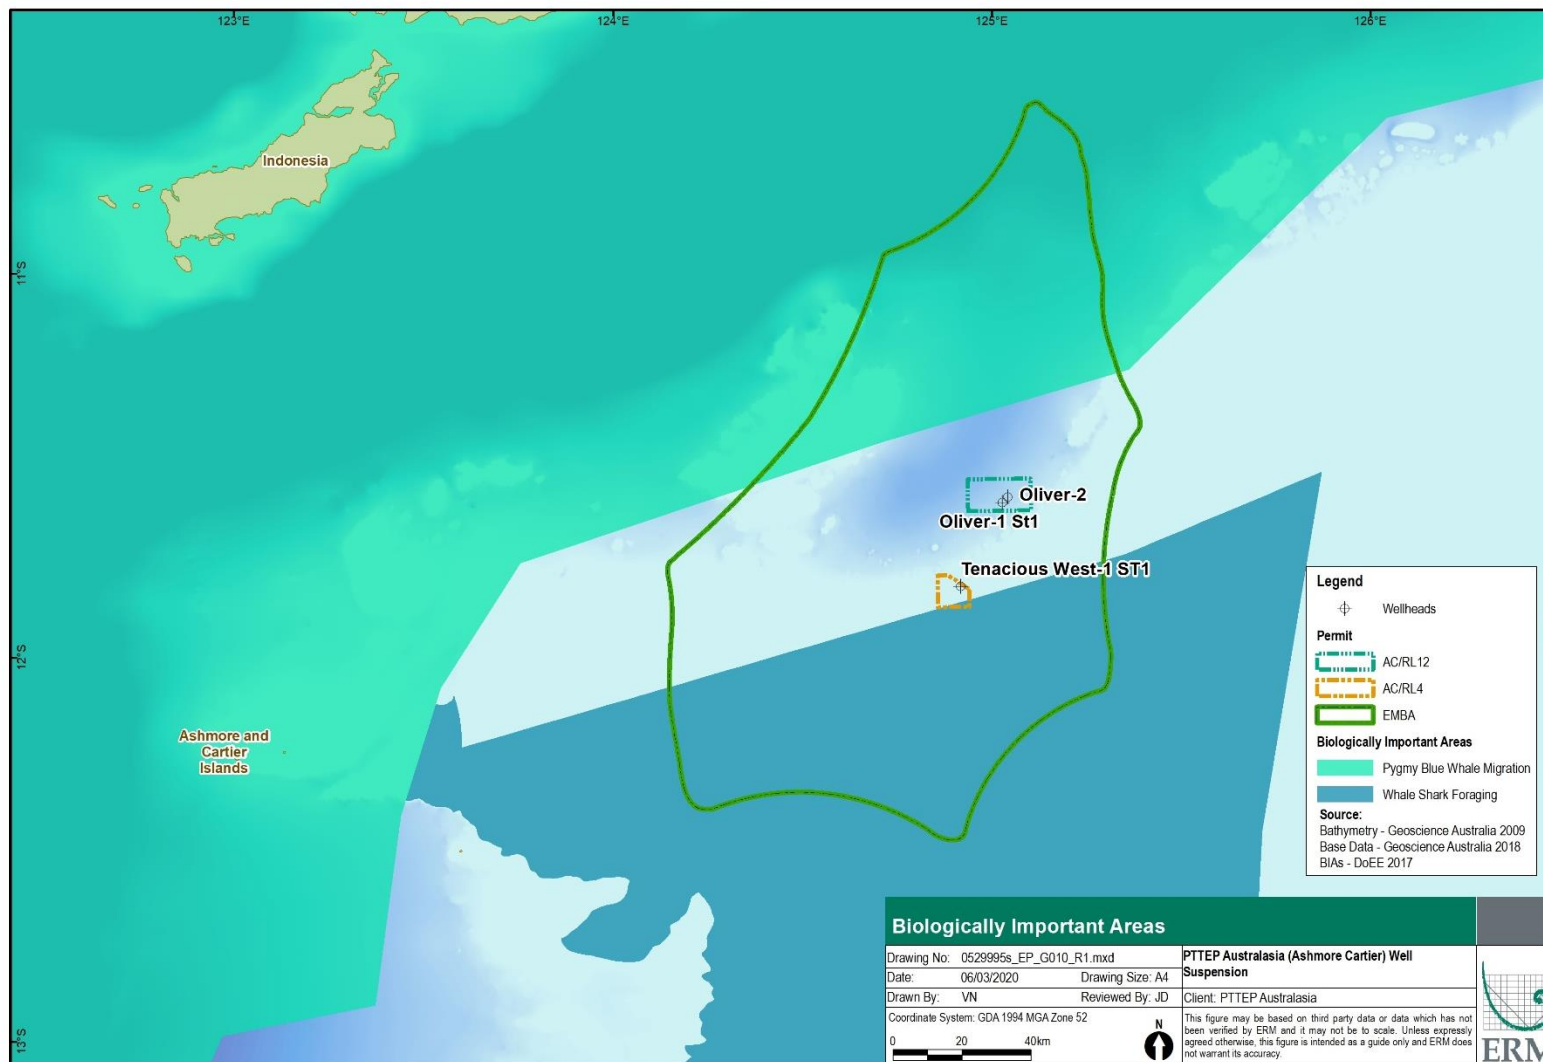 123°E
124°E
125°E
126°E
Indonesia
11°S
Oliver-2
Oliver-1 St1
Tenacious West-1 ST1
12°S
Ashmore and
Cartier
Islands
13°S
Legend
Wellheads
Permit
AC/RL12
AC/RL4
EMBA
Biologically Important Areas
Pygmy Blue Whale Migration
Whale Shark Foraging
Source:
Bathymetry - Geoscience Australia 2009
Base Data - Geoscience Australia 2018
BIAs - DoEE 2017
Biologically Important Areas
Drawing No: 0529995s_EP_G010_R1.mxd
Date: 06/03/2020 Drawing Size: A4
Drawn By: VN Reviewed By: JD
Coordinate System: GDA 1994 MGA Zone 52
0 20 40km
N
PTTEP Australasia (Ashmore Cartier) Well
Suspension
Client: PTTEP Australasia
This figure may be based on third party data or data which has not
been verified by ERM and it may not be to scale. Unless expressly
agreed otherwise, this figure is intended as a guide only and ERM does
not warrant its accuracy.
ERM